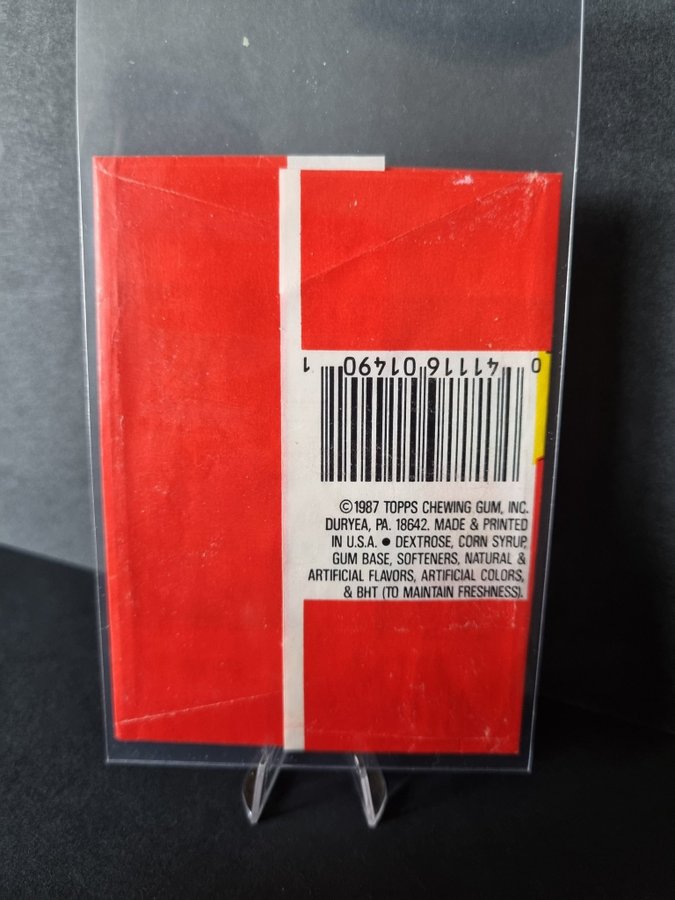 0 41116 01490 1
©1987 TOPPS CHEWING GUM, INC.
DURYEA, PA. 18642. MADE & PRINTED
IN U.S.A. ● DEXTROSE, CORN SYRUP,
GUM BASE, SOFTENERS, NATURAL &
ARTIFICIAL FLAVORS, ARTIFICIAL COLORS,
& BHT (TO MAINTAIN FRESHNESS).